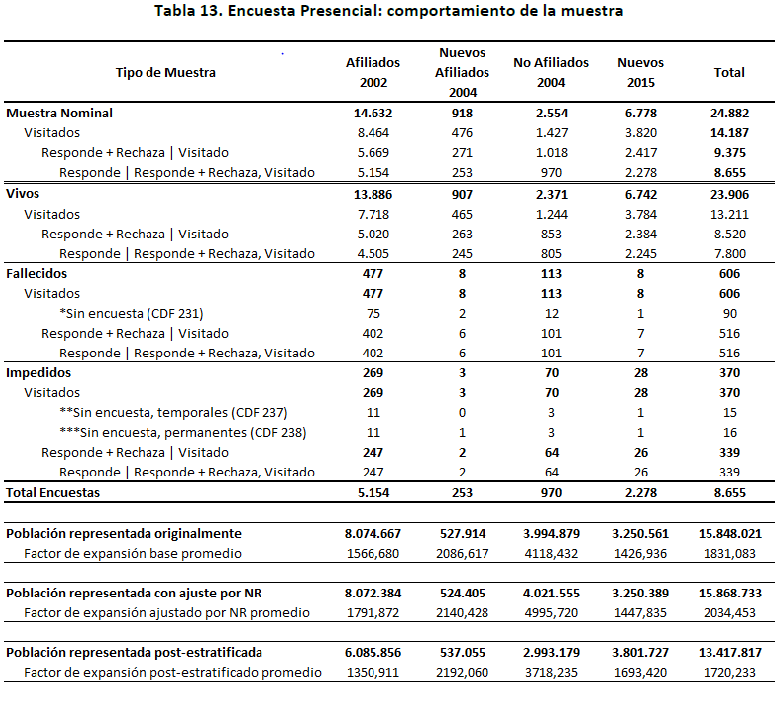 Tabla 13. Encuesta Presencial: comportamiento de la muestra
Tipo de Muestra Afiliados 2002 Nuevos Afiliados 2004 No Afiliados 2004 Nuevos 2015 Total
Muestra Nominal 14.632 918 2.554 6.778 24.882
Visitados 8.464 476 1.427 3.820 14.187
Responde + Rechaza | Visitado 5.669 271 1.018 2.417 9.375
Responde | Responde + Rechaza, Visitado 5.154 253 970 2.278 8.655
Vivos 13.886 907 2.371 6.742 23.906
Visitados 7.718 465 1.244 3.784 13.211
Responde + Rechaza | Visitado 5.020 263 853 2.384 8.520
Responde | Responde + Rechaza, Visitado 4.505 245 805 2.245 7.800
Fallecidos 477 8 113 8 606
Visitados 477 8 113 8 606
*Sin encuesta (CDF 231) 75 2 12 1 90
Responde + Rechaza | Visitado 402 6 101 7 516
Responde | Responde + Rechaza, Visitado 402 6 101 7 516
Impedidos 269 3 70 28 370
Visitados 269 3 70 28 370
**Sin encuesta, temporales (CDF 237) 11 0 3 1 15
***Sin encuesta, permanentes (CDF 238) 11 1 3 1 16
Responde + Rechaza | Visitado 247 2 64 26 339
Responde | Responde + Rechaza, Visitado 247 2 64 26 339
Total Encuestas 5.154 253 970 2.278 8.655
Población representada originalmente 8.074.667 527.914 3.994.879 3.250.561 15.848.021
Factor de expansión base promedio 1566,680 2086,617 4118,432 1426,936 1831,083
Población representada con ajuste por NR 8.072.384 524.405 4.021.555 3.250.389 15.868.733
Factor de expansión ajustado por NR promedio 1791,872 2140,428 4995,720 1447,835 2034,453
Población representada post-estratificada 6.085.856 537.055 2.993.179 3.801.727 13.417.817
Factor de expansión post-estratificado promedio 1350,911 2192,060 3718,235 1693,420 1720,233